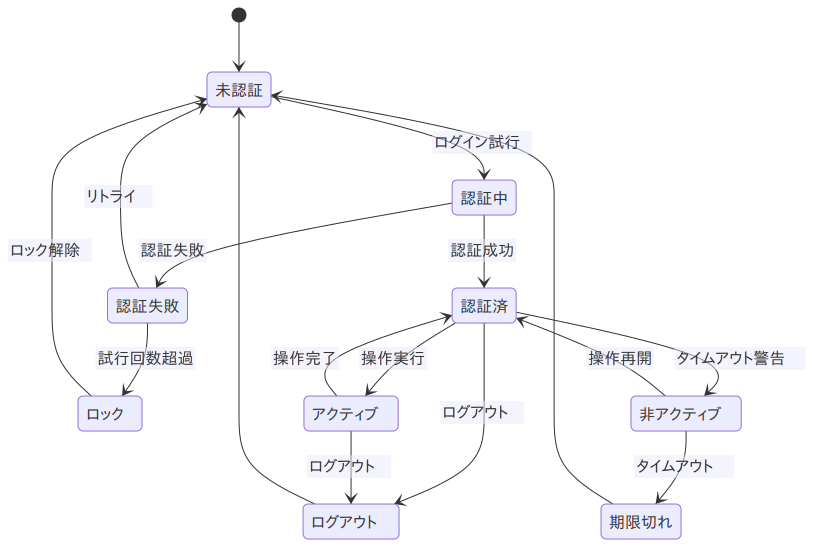 未認証
ログイン試行
認証中
リトライ
ロック解除
認証失敗
認証成功
認証失敗
認証済
試行回数超過
操作完了
操作実行
操作再開
タイムアウト警告
ロック
アクティブ
ログアウト
非アクティブ
ログアウト
タイムアウト
ログアウト
期限切れ